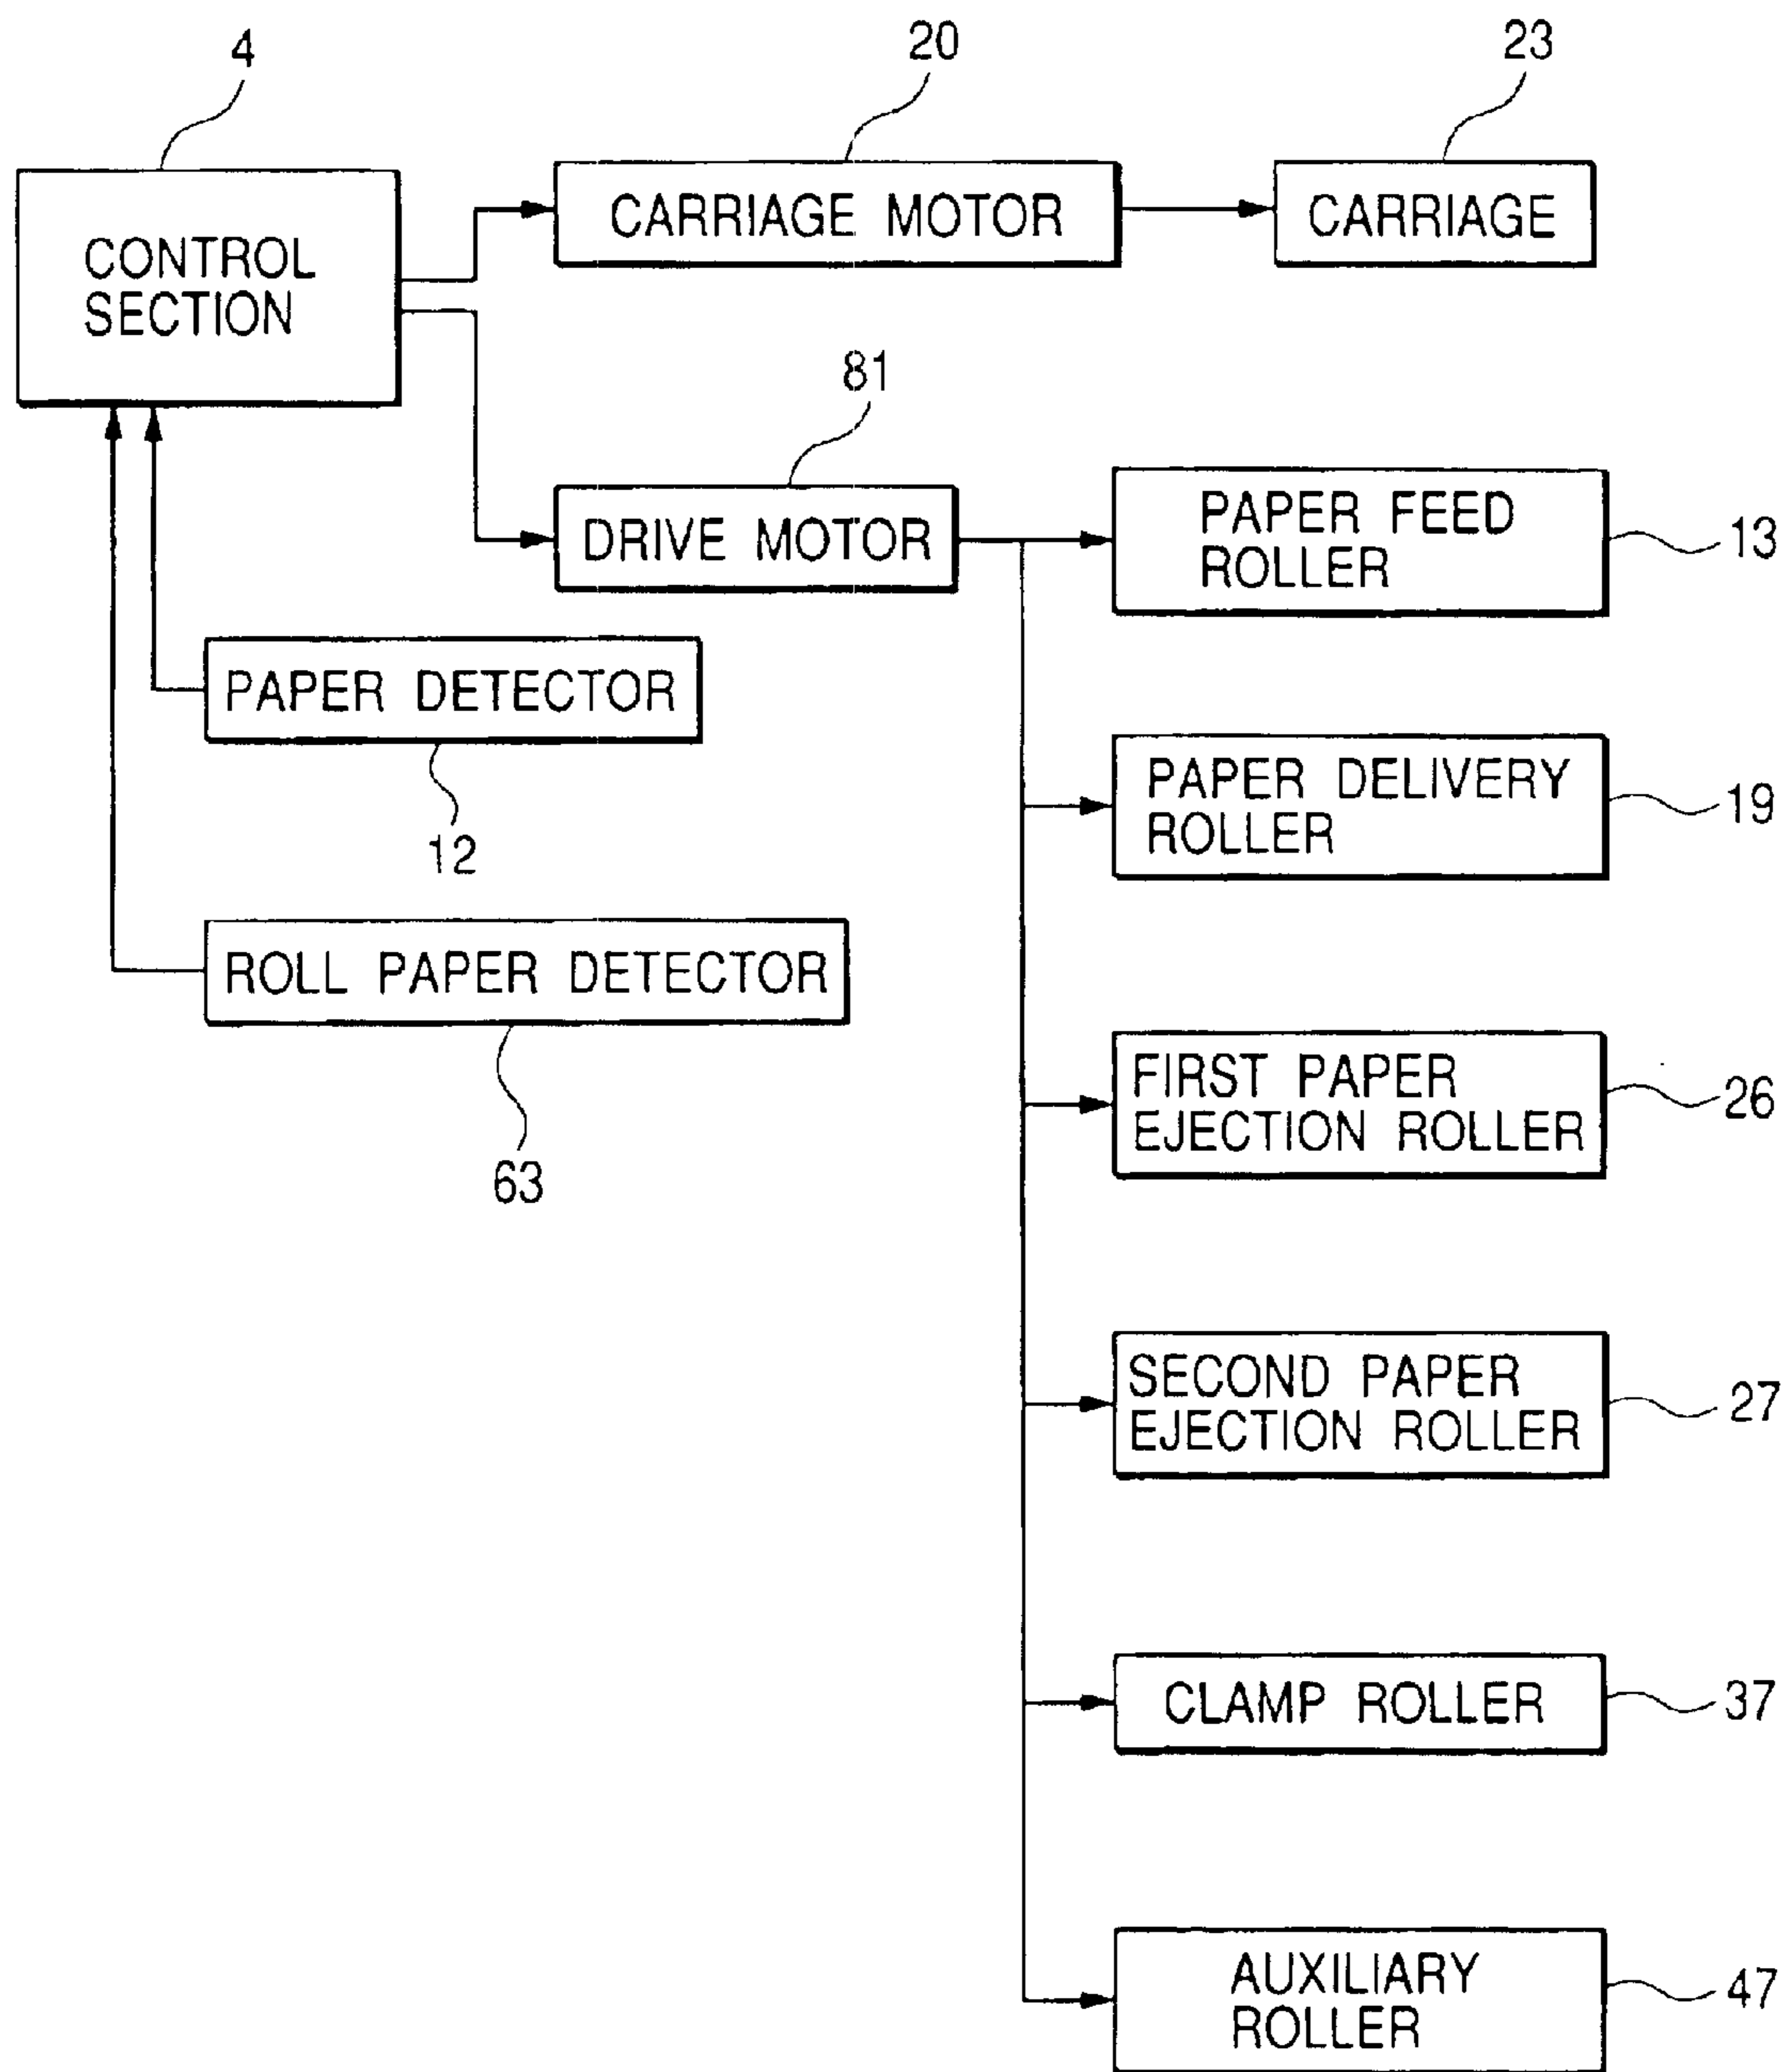 4
20
23
CONTROL
SECTION
CARRIAGE MOTOR
CARRIAGE
81
DRIVE MOTOR
PAPER FEED
ROLLER
13
PAPER DETECTOR
12
PAPER DELIVERY
ROLLER
19
ROLL PAPER DETECTOR
63
FIRST PAPER
EJECTION ROLLER
26
SECOND PAPER
EJECTION ROLLER
27
CLAMP ROLLER
37
AUXILIARY
ROLLER
47